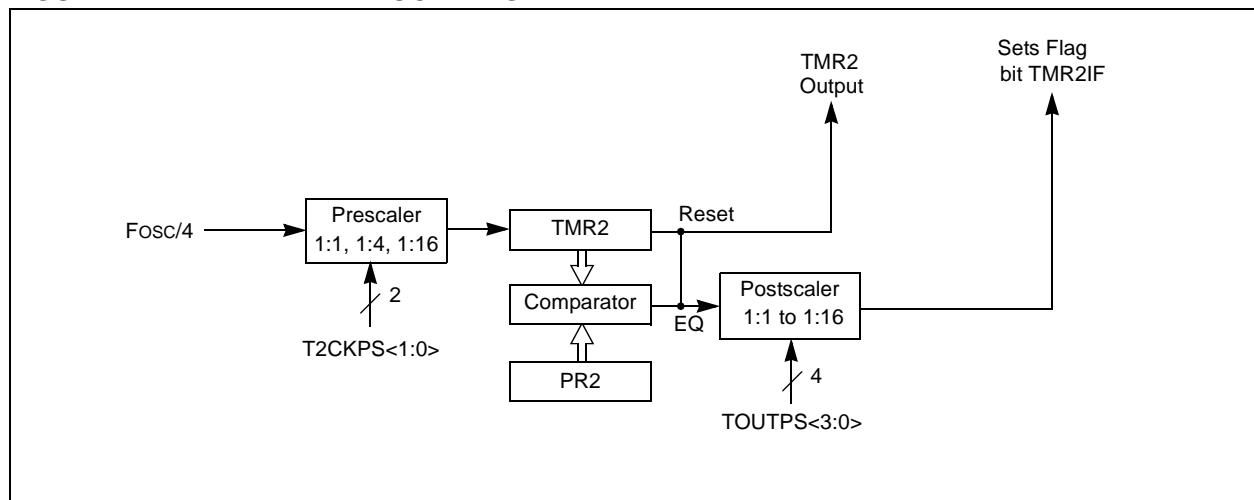 TMR2
Output
Sets Flag
bit TMR2IF
FOSC/4
Prescaler
1:1, 1:4, 1:16
2
T2CKPS<1:0>
TMR2
Reset
Comparator
EQ
PR2
Postscaler
1:1 to 1:16
4
TOUTPS<3:0>